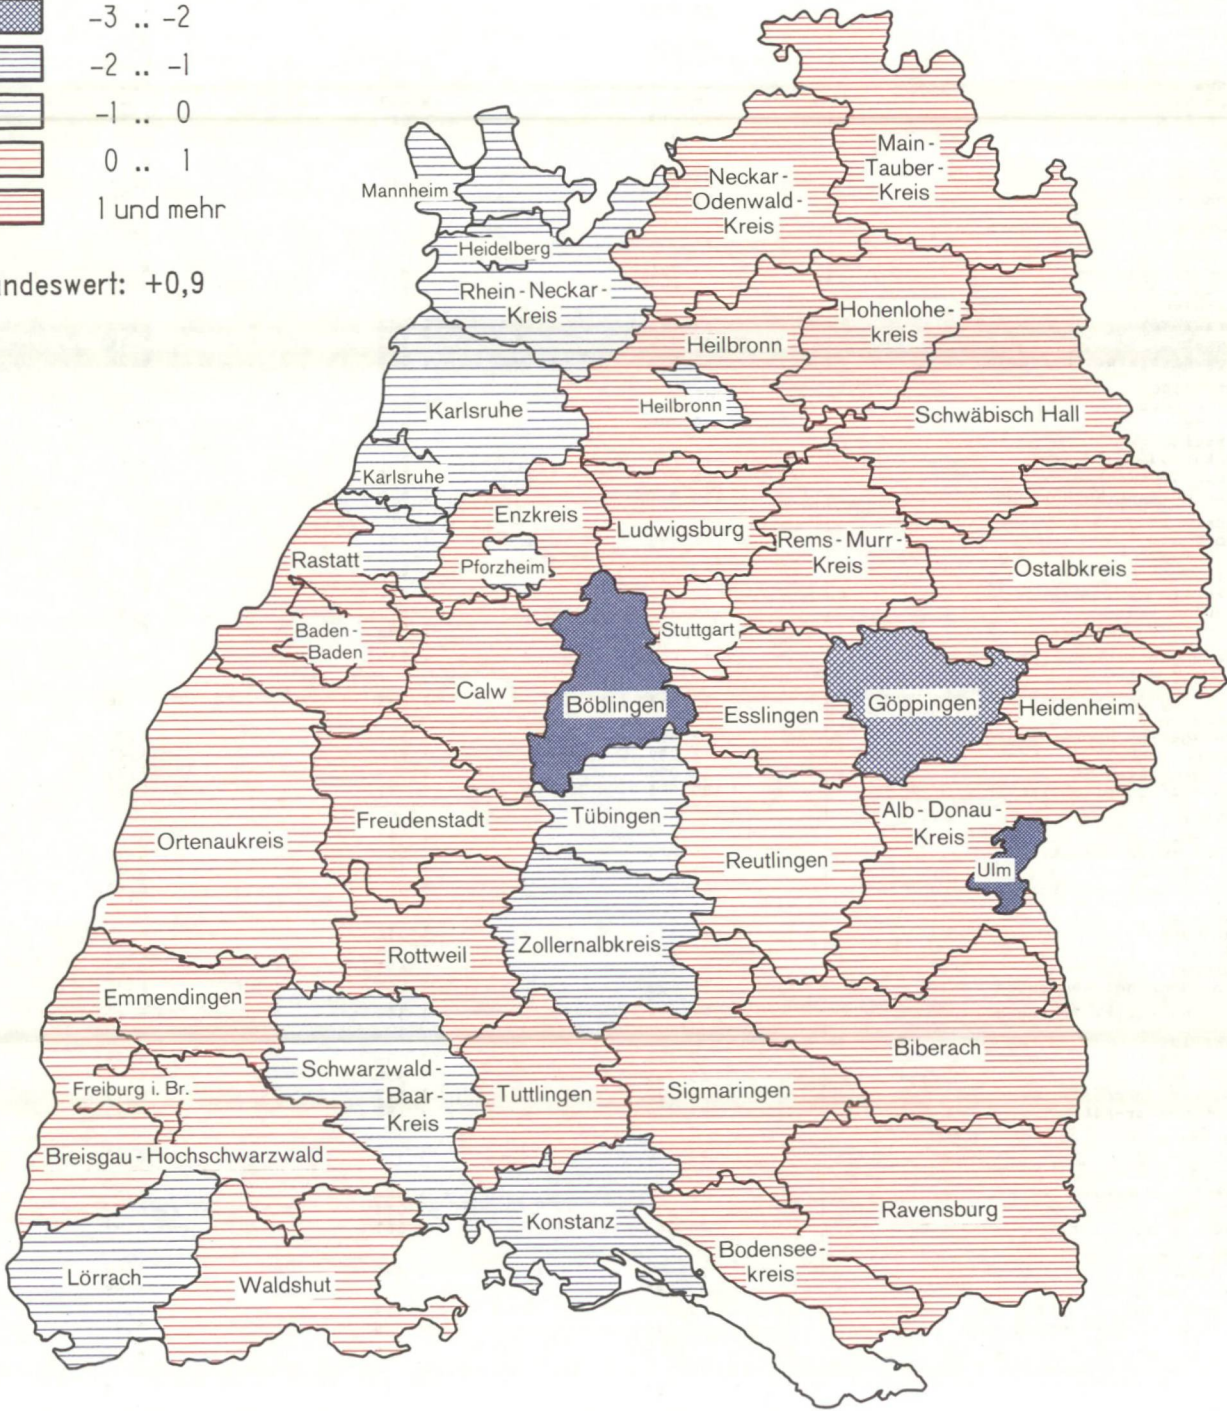 -3 .. -2
-2 .. -1
-1 .. 0
0 .. 1
1 und mehr
ndeswert: +0,9
Main-
Tauber-
Kreis
Neckar-
Odenwald-
Kreis
Mannheim
Heidelberg
Rhein-Neckar-
Kreis
Hohenlohe-
kreis
Heilbronn
Heilbronn
Karlsruhe
Schwäbisch Hall
Karlsruhe
Enzkreis
Ludwigsburg
Rems-Murr-
Kreis
Rastatt
Pforzheim
Ostalbkreis
Baden-
Baden
Stuttgart
Calw
Böblingen
Esslingen
Göppingen
Heidenheim
Tübingen
Freudenstadt
Alb-Donau-
Kreis
Ortenaukreis
Reutlingen
Ulm
Zollernalbkreis
Rottweil
Emmendingen
Biberach
Schwarzwald-
Baar-
Kreis
Freiburg i. Br.
Tuttlingen
Sigmaringen
Breisgau-Hochschwarzwald
Konstanz
Ravensburg
Bodensee-
kreis
Lörrach
Waldshut